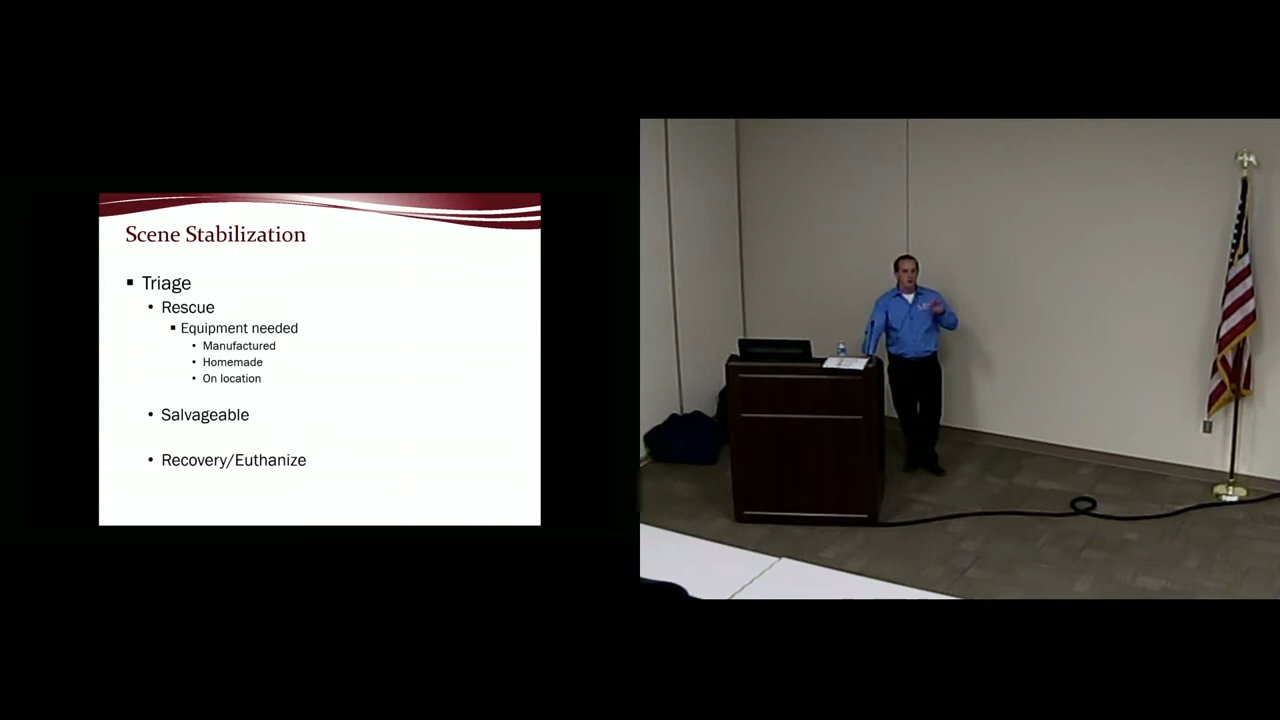 Scene Stabilization
▪ Triage
• Rescue
▪ Equipment needed
• Manufactured
• Homemade
• On location
• Salvageable
• Recovery/Euthanize